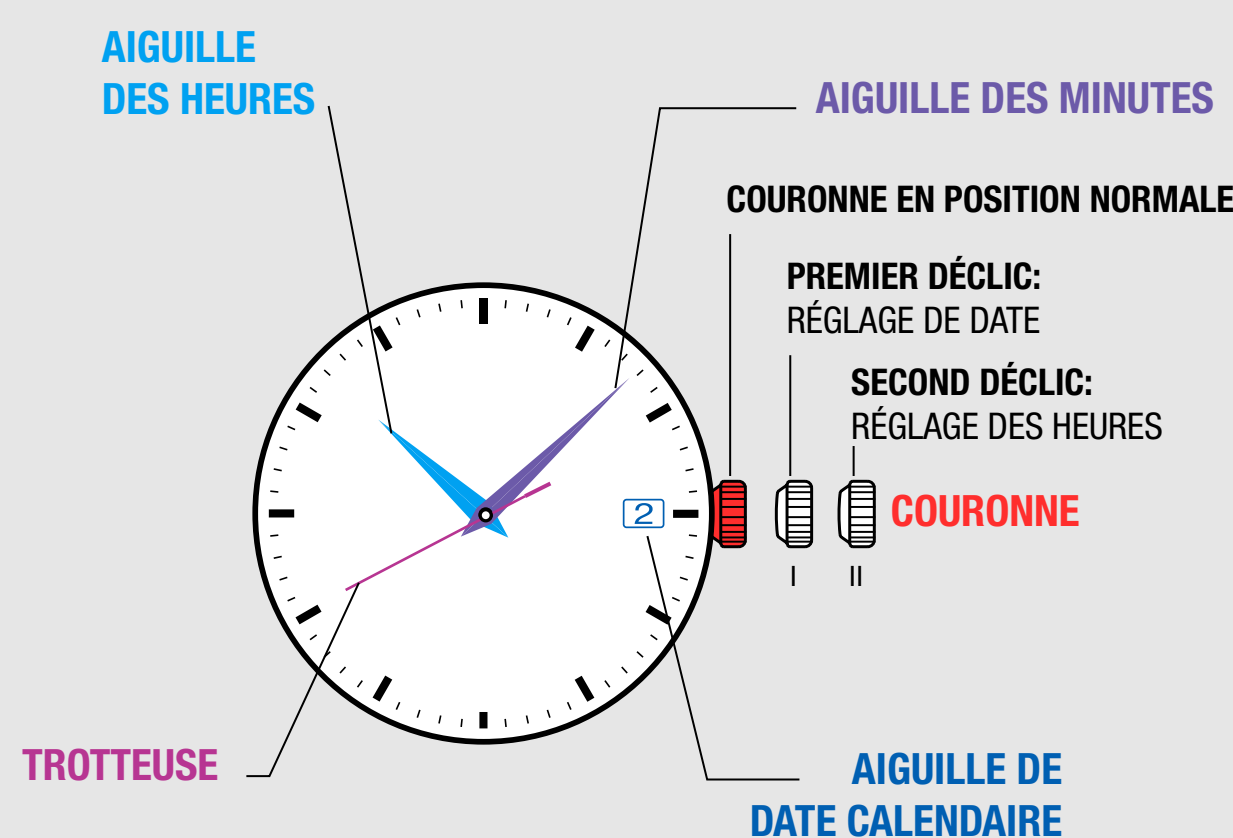 AIGUILLE
DES HEURES
AIGUILLE DES MINUTES
COURONNE EN POSITION NORMALE
PREMIER DÉCLIC:
RÉGLAGE DE DATE
SECOND DÉCLIC:
RÉGLAGE DES HEURES
2
COURONNE
I II
TROTTEUSE
AIGUILLE DE
DATE CALENDAIRE